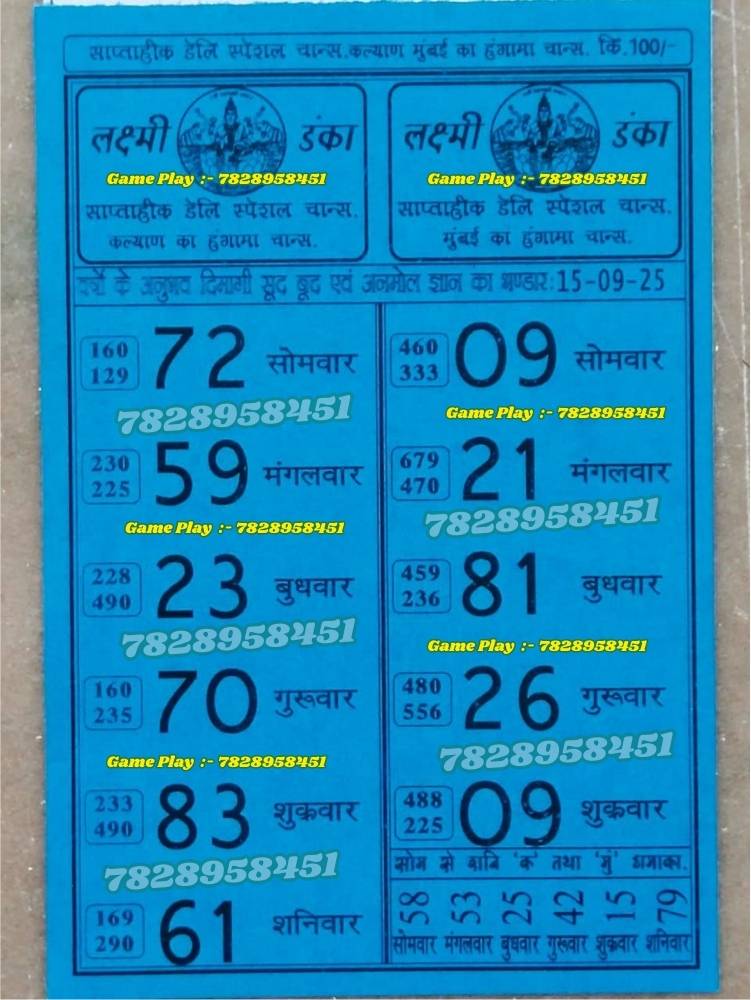 साप्ताहीक डेलि स्पेशल चान्स.कल्याण मुंबई का हंगामा चान्स. कि.100/-
लक्ष्मी डंका
Game Play :- 7828958451
साप्ताहीक डेलि स्पेशल चान्स.
कल्याण का हंगामा चान्स.
लक्ष्मी डंका
Game Play :- 7828958451
साप्ताहीक डेलि स्पेशल चान्स.
मुंबई का हंगामा चान्स.
वर्षो के अनुभव दिमागी सूद बूद एवं अनमोल ज्ञान का भण्डार:15-09-25
160
129 72 सोमवार
7828958451
230
225 59 मंगलवार
Game Play :- 7828958451
228
490 23 बुधवार
7828958451
160
235 70 गुरूवार
Game Play :- 7828958451
233
490 83 शुक्रवार
7828958451
169
290 61 शनिवार
460
333 09 सोमवार
Game Play :- 7828958451
679
470 21 मंगलवार
7828958451
459
236 81 बुधवार
Game Play :- 7828958451
480
556 26 गुरूवार
7828958451
488
225 09 शुक्रवार
सोम से शनि 'क' तथा 'मुं' धमाका.
58 53 25 42 15 79
सोमवार मंगलवार बुधवार गुरूवार शुक्रवार शनिवार